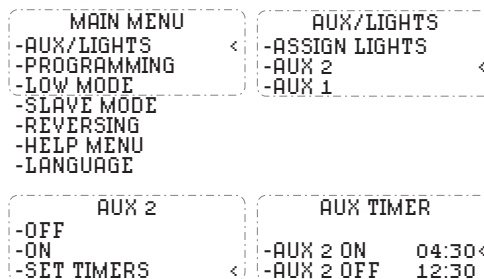 MAIN MENU
-AUX/LIGHTS <
-PROGRAMMING
-LOW MODE
-SLAVE MODE
-REVERSING
-HELP MENU
-LANGUAGE
AUX/LIGHTS
-ASSIGN LIGHTS
-AUX 2 <
-AUX 1
AUX 2
-OFF
-ON
-SET TIMERS <
AUX TIMER
-AUX 2 ON 04:30<
-AUX 2 OFF 12:30